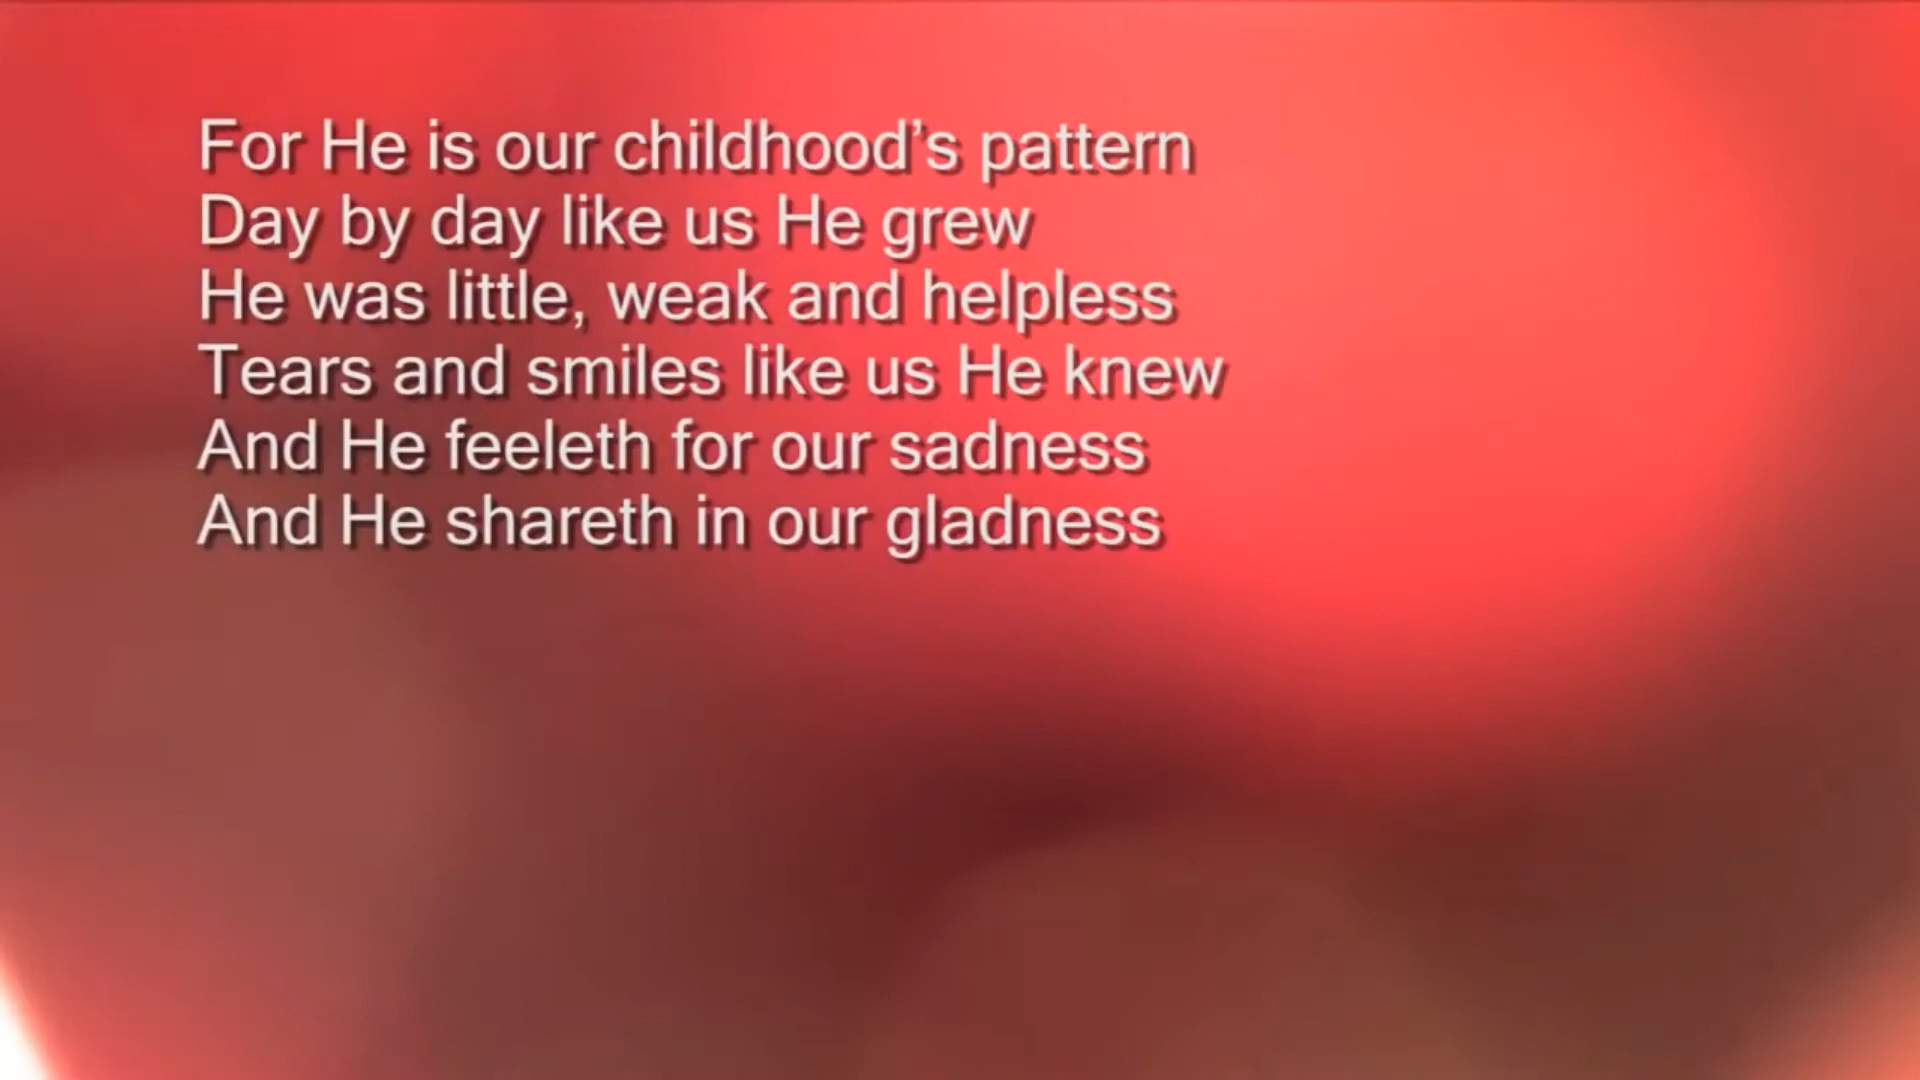 For He is our childhood’s pattern
Day by day like us He grew
He was little, weak and helpless
Tears and smiles like us He knew
And He feeleth for our sadness
And He shareth in our gladness